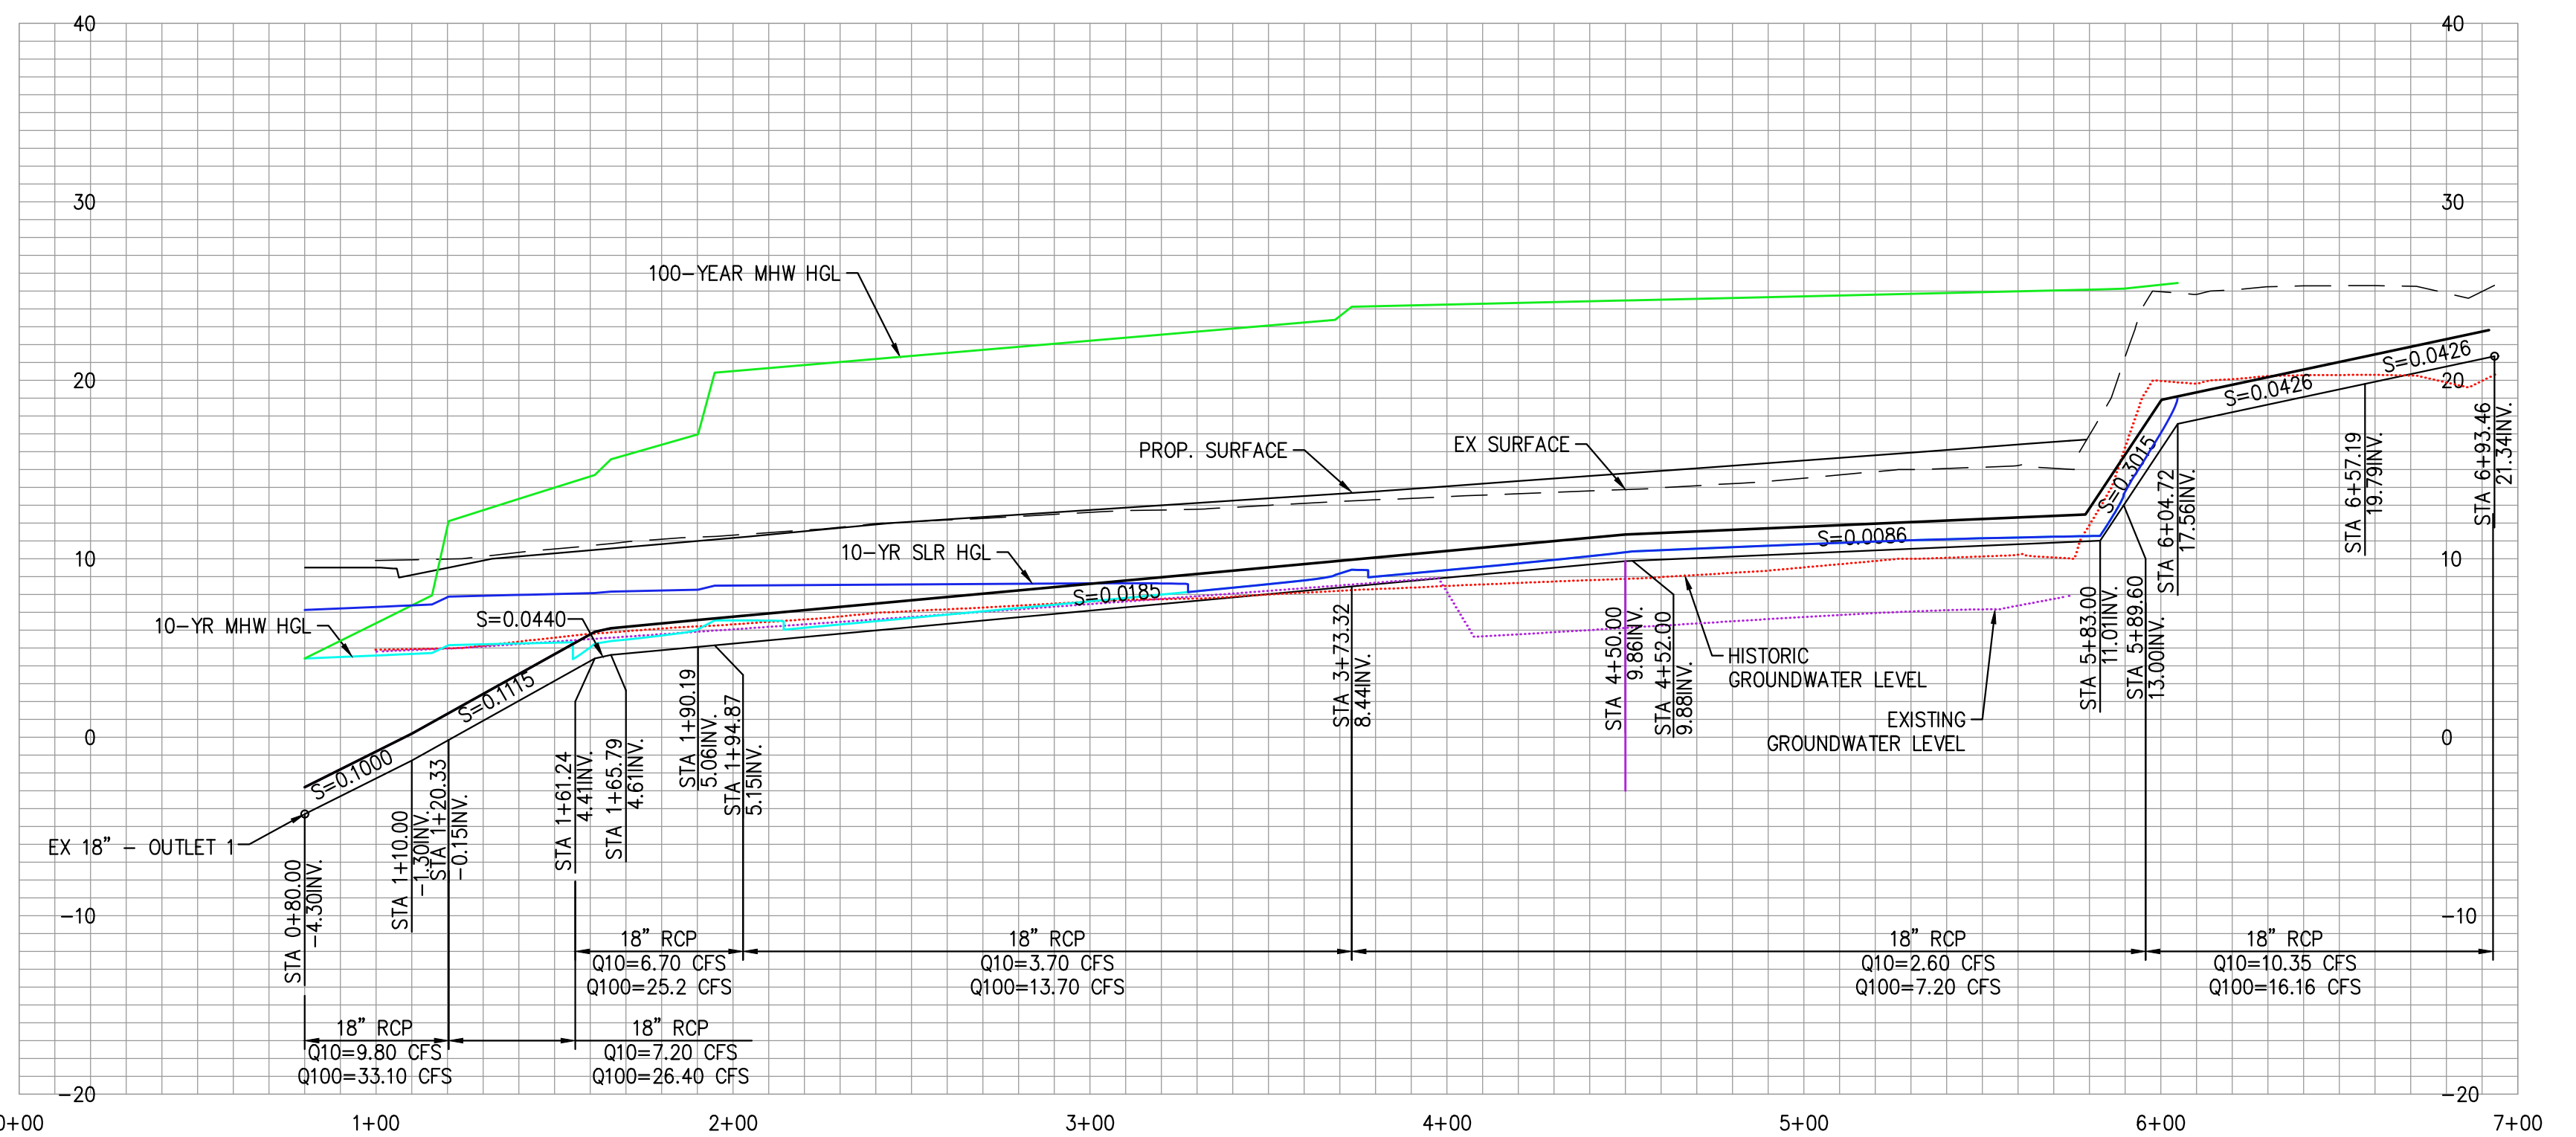 40
40
30
30
100-YEAR MHW HGL
20
20
S=0.0426
S=0.0426
PROP. SURFACE
EX SURFACE
S=0.3015
10
10
10-YR SLR HGL
S=0.0086
S=0.0185
S=0.0440
10-YR MHW HGL
HISTORIC
GROUNDWATER LEVEL
EXISTING
GROUNDWATER LEVEL
S=0.1115
S=0.1000
0
0
EX 18" - OUTLET 1
STA 0+80.00
-4.30INV.
STA 1+10.00
-1.30INV.
STA 1+20.33
-0.15INV.
STA 1+61.24
4.41INV.
STA 1+65.79
4.61INV.
STA 1+90.19
5.06INV.
STA 1+94.87
5.15INV.
STA 3+73.32
8.44INV.
STA 4+50.00
9.86INV.
STA 4+52.00
9.88INV.
STA 5+83.00
11.01INV.
STA 5+89.60
13.00INV.
STA 6+04.72
17.56INV.
STA 6+57.19
19.79INV.
STA 6+93.46
21.34INV.
-10
-10
18" RCP
Q10=6.70 CFS
Q100=25.2 CFS
18" RCP
Q10=3.70 CFS
Q100=13.70 CFS
18" RCP
Q10=2.60 CFS
Q100=7.20 CFS
18" RCP
Q10=10.35 CFS
Q100=16.16 CFS
18" RCP
Q10=9.80 CFS
Q100=33.10 CFS
18" RCP
Q10=7.20 CFS
Q100=26.40 CFS
-20
-20
0+00
1+00
2+00
3+00
4+00
5+00
6+00
7+00